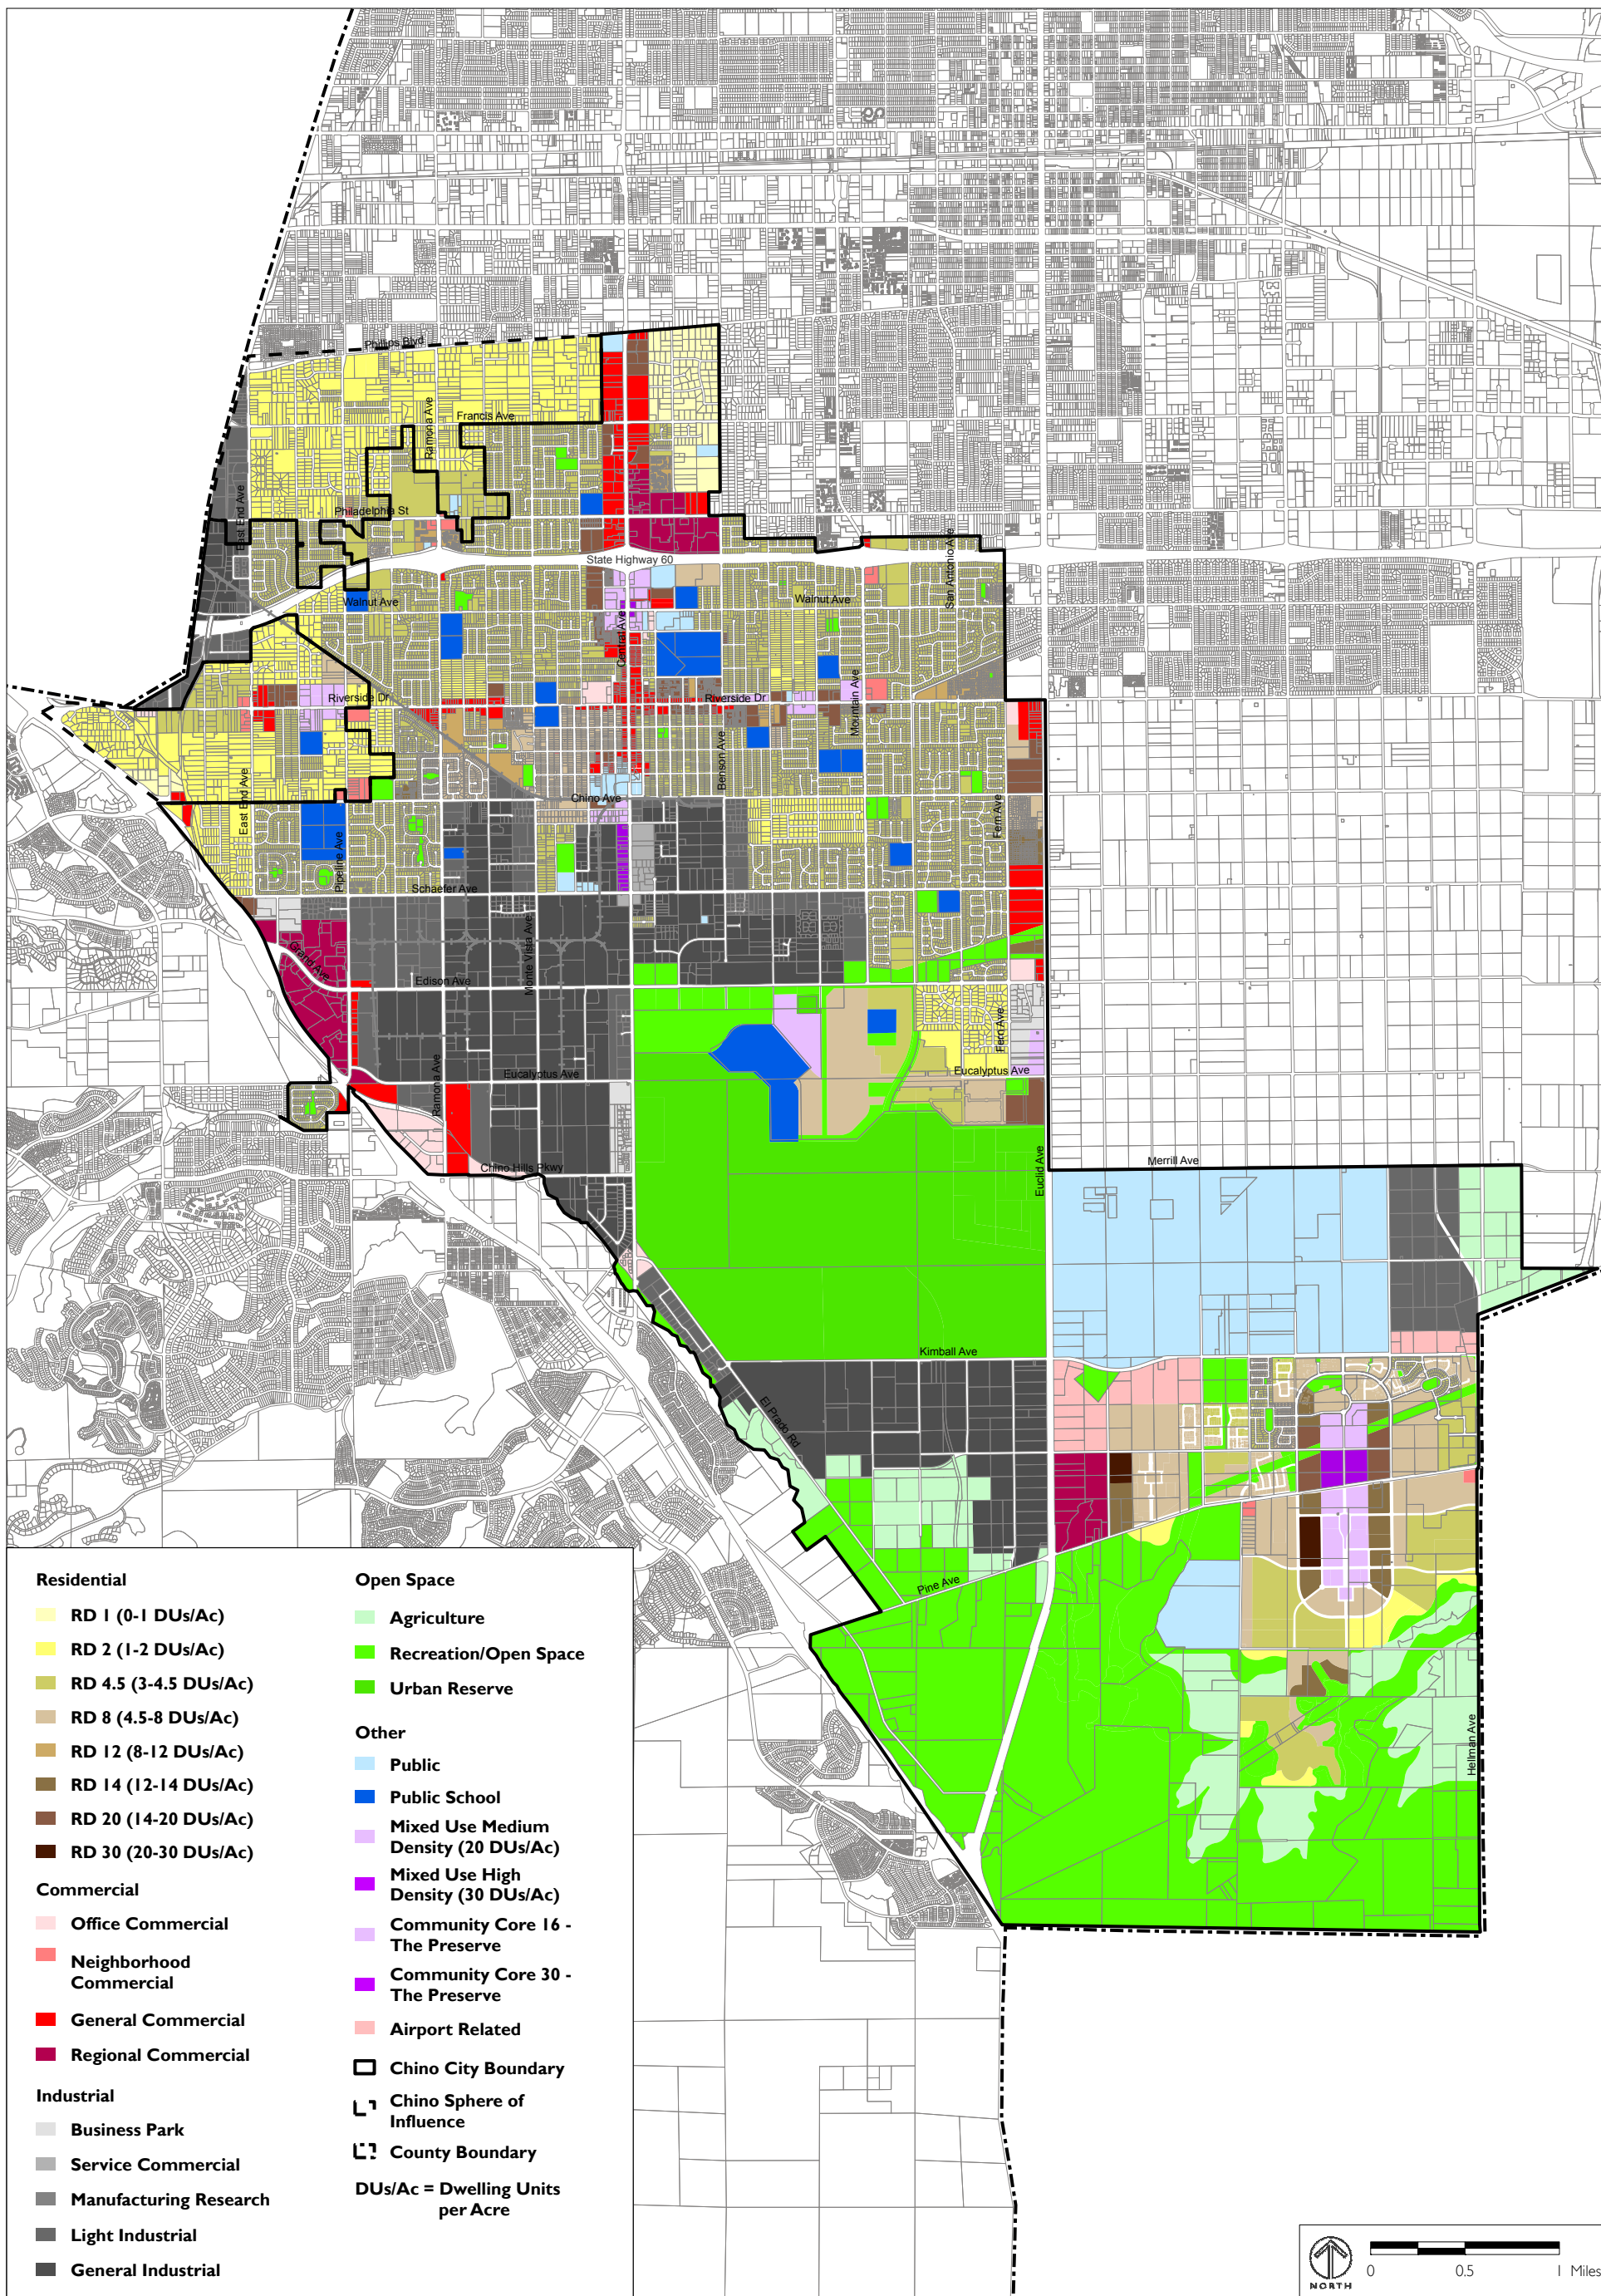 Phillips Blvd
Francis Ave
Ramona Ave
East End Ave
Philadelphia St
State Highway 60
San Antonio Ave
Walnut Ave
Walnut Ave
Central Ave
Mountain Ave
Riverside Dr
Riverside Dr
Benson Ave
East End Ave
Chino Ave
Fern Ave
Pipeline Ave
Schaefer Ave
Monte Vista Ave
Grand Ave
Edison Ave
Fern Ave
Eucalyptus Ave
Eucalyptus Ave
Ramona Ave
Chino Hills Pkwy
Euclid Ave
Merrill Ave
Kimball Ave
El Prado Rd
Pine Ave
Hellman Ave
Residential
RD 1 (0-1 DUs/Ac)
RD 2 (1-2 DUs/Ac)
RD 4.5 (3-4.5 DUs/Ac)
RD 8 (4.5-8 DUs/Ac)
RD 12 (8-12 DUs/Ac)
RD 14 (12-14 DUs/Ac)
RD 20 (14-20 DUs/Ac)
RD 30 (20-30 DUs/Ac)
Commercial
Office Commercial
Neighborhood
Commercial
General Commercial
Regional Commercial
Industrial
Business Park
Service Commercial
Manufacturing Research
Light Industrial
General Industrial
Open Space
Agriculture
Recreation/Open Space
Urban Reserve
Other
Public
Public School
Mixed Use Medium
Density (20 DUs/Ac)
Mixed Use High
Density (30 DUs/Ac)
Community Core 16 -
The Preserve
Community Core 30 -
The Preserve
Airport Related
Chino City Boundary
Chino Sphere of
Influence
County Boundary
DUs/Ac = Dwelling Units
per Acre
NORTH
0 0.5 1 Miles